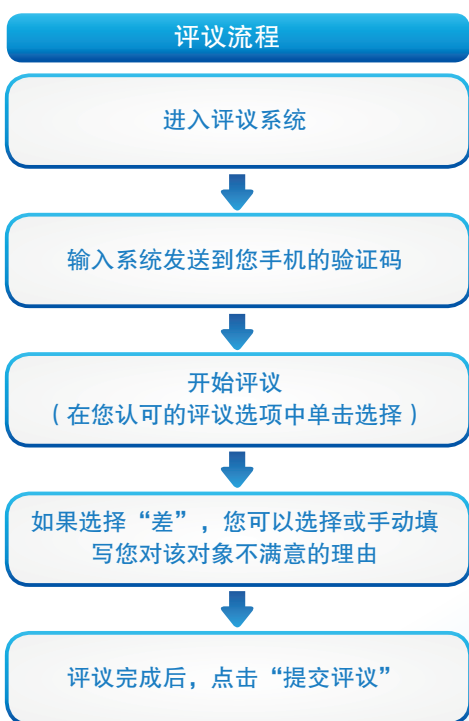 评议流程
进入评议系统
输入系统发送到您手机的验证码
开始评议
（在您认可的评议选项中单击选择）
如果选择“差”，您可以选择或手动填
写您对该对象不满意的理由
评议完成后，点击“提交评议”